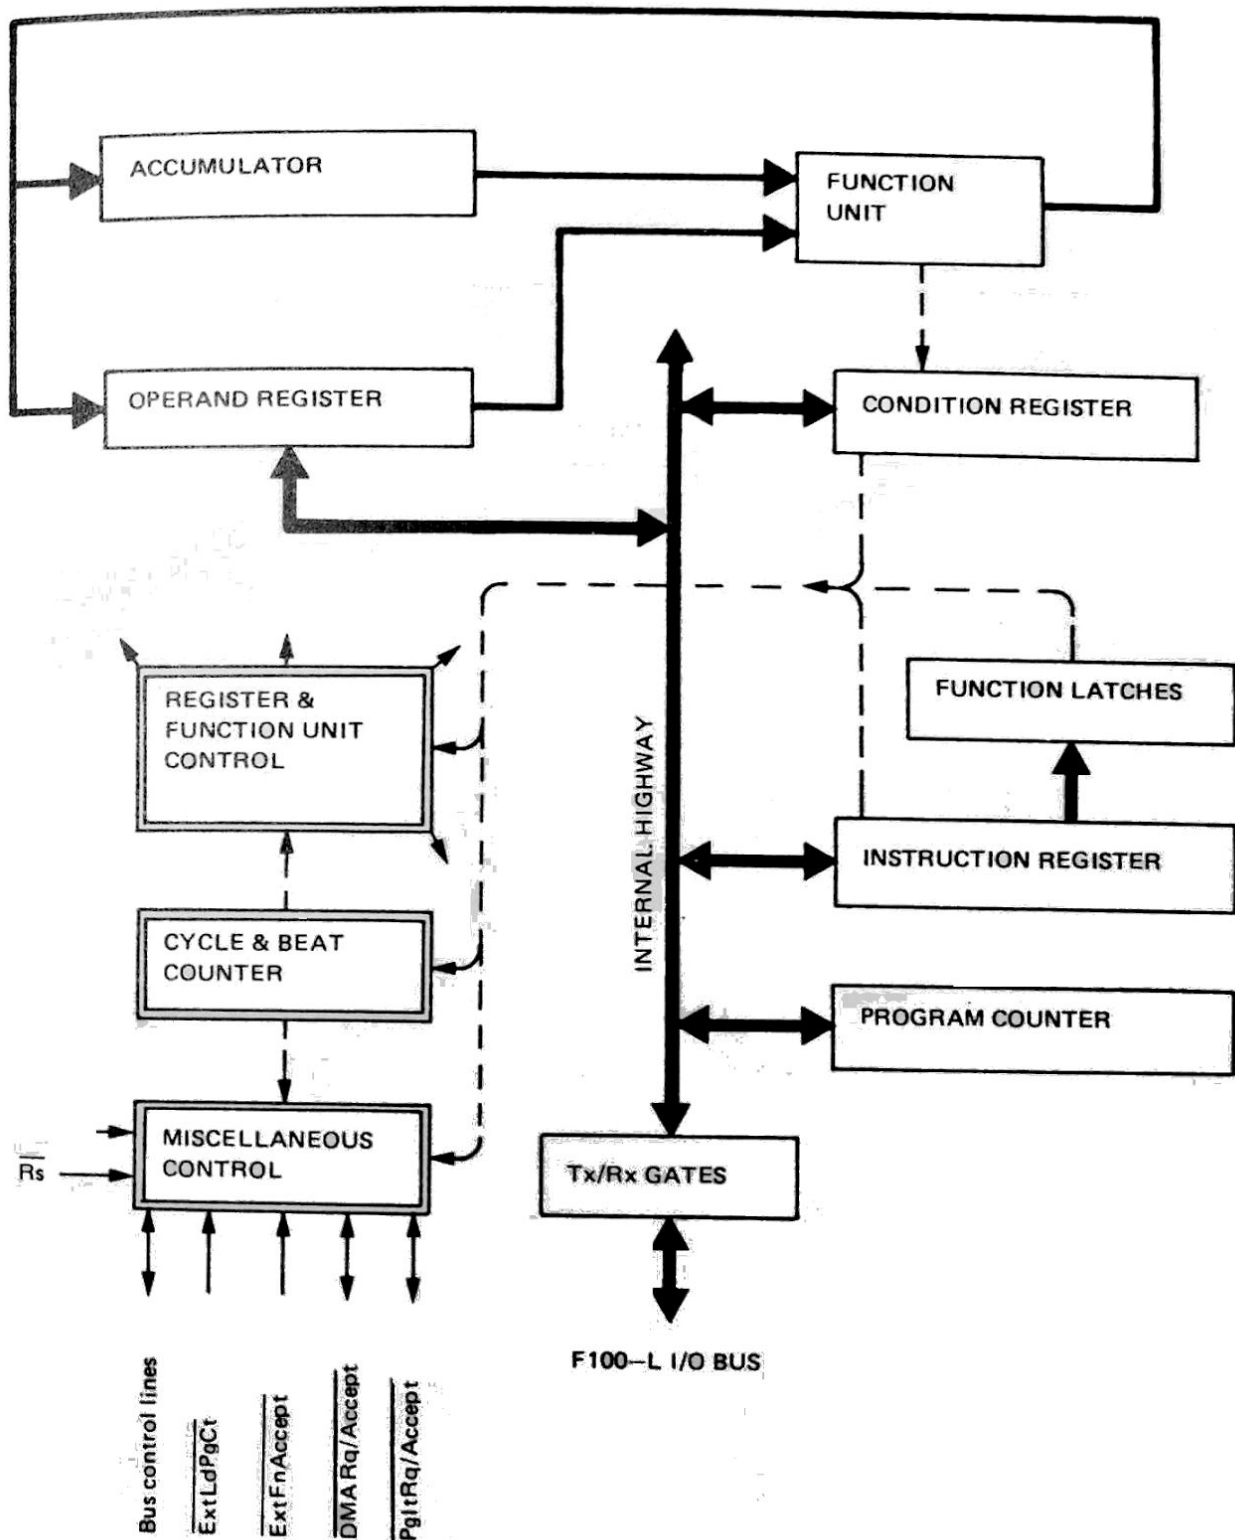 ACCUMULATOR
FUNCTION
UNIT
OPERAND REGISTER
CONDITION REGISTER
REGISTER &
FUNCTION UNIT
CONTROL
FUNCTION LATCHES
INTERNAL HIGHWAY
INSTRUCTION REGISTER
CYCLE & BEAT
COUNTER
PROGRAM COUNTER
MISCELLANEOUS
CONTROL
Rs
Tx/Rx GATES
F100-L I/O BUS
Bus control lines
ExtLdPgCt
ExtFnAccept
DMA Rq/Accept
PgItRq/Accept